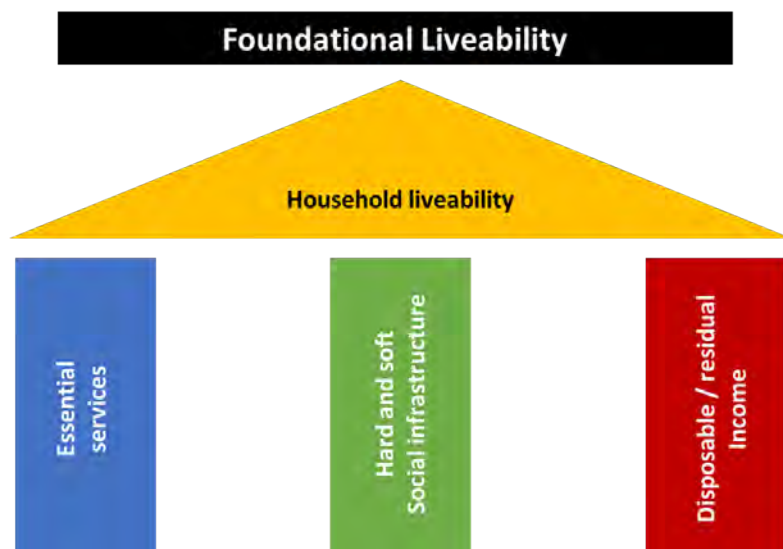 Foundational Liveability
Household liveability
Essential
services
Hard and soft
Social infrastructure
Disposable / residual
Income